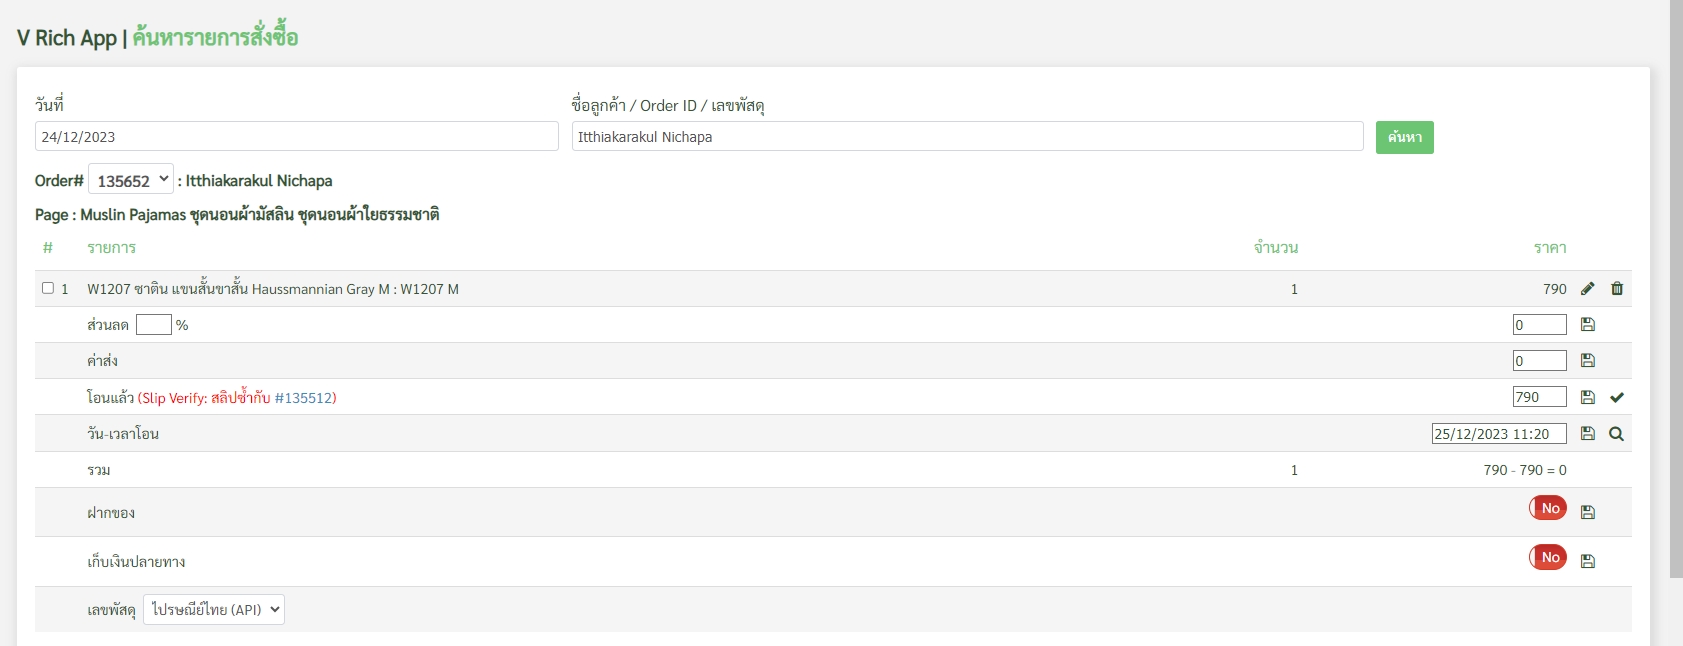 V Rich App | ค้นหารายการสั่งซื้อ
วันที่ ชื่อลูกค้า / Order ID / เลขพัสดุ
24/12/2023 Itthiakarakul Nichapa ค้นหา
Order# 135652 : Itthiakarakul Nichapa
Page : Muslin Pajamas ชุดนอนผ้ามัสลิน ชุดนอนผ้าใยธรรมชาติ
# รายการ จำนวน ราคา
1 W1207 ซาติน แขนสั้นขาสั้น Haussmannian Gray M : W1207 M 1 790
ส่วนลด % 0
ค่าส่ง 0
โอนแล้ว (Slip Verify: สลิปซ้ำกับ #135512) 790
วัน-เวลาโอน 25/12/2023 11:20
รวม 1 790 - 790 = 0
ฝากของ No
เก็บเงินปลายทาง No
เลขพัสดุ ไปรษณีย์ไทย (API)